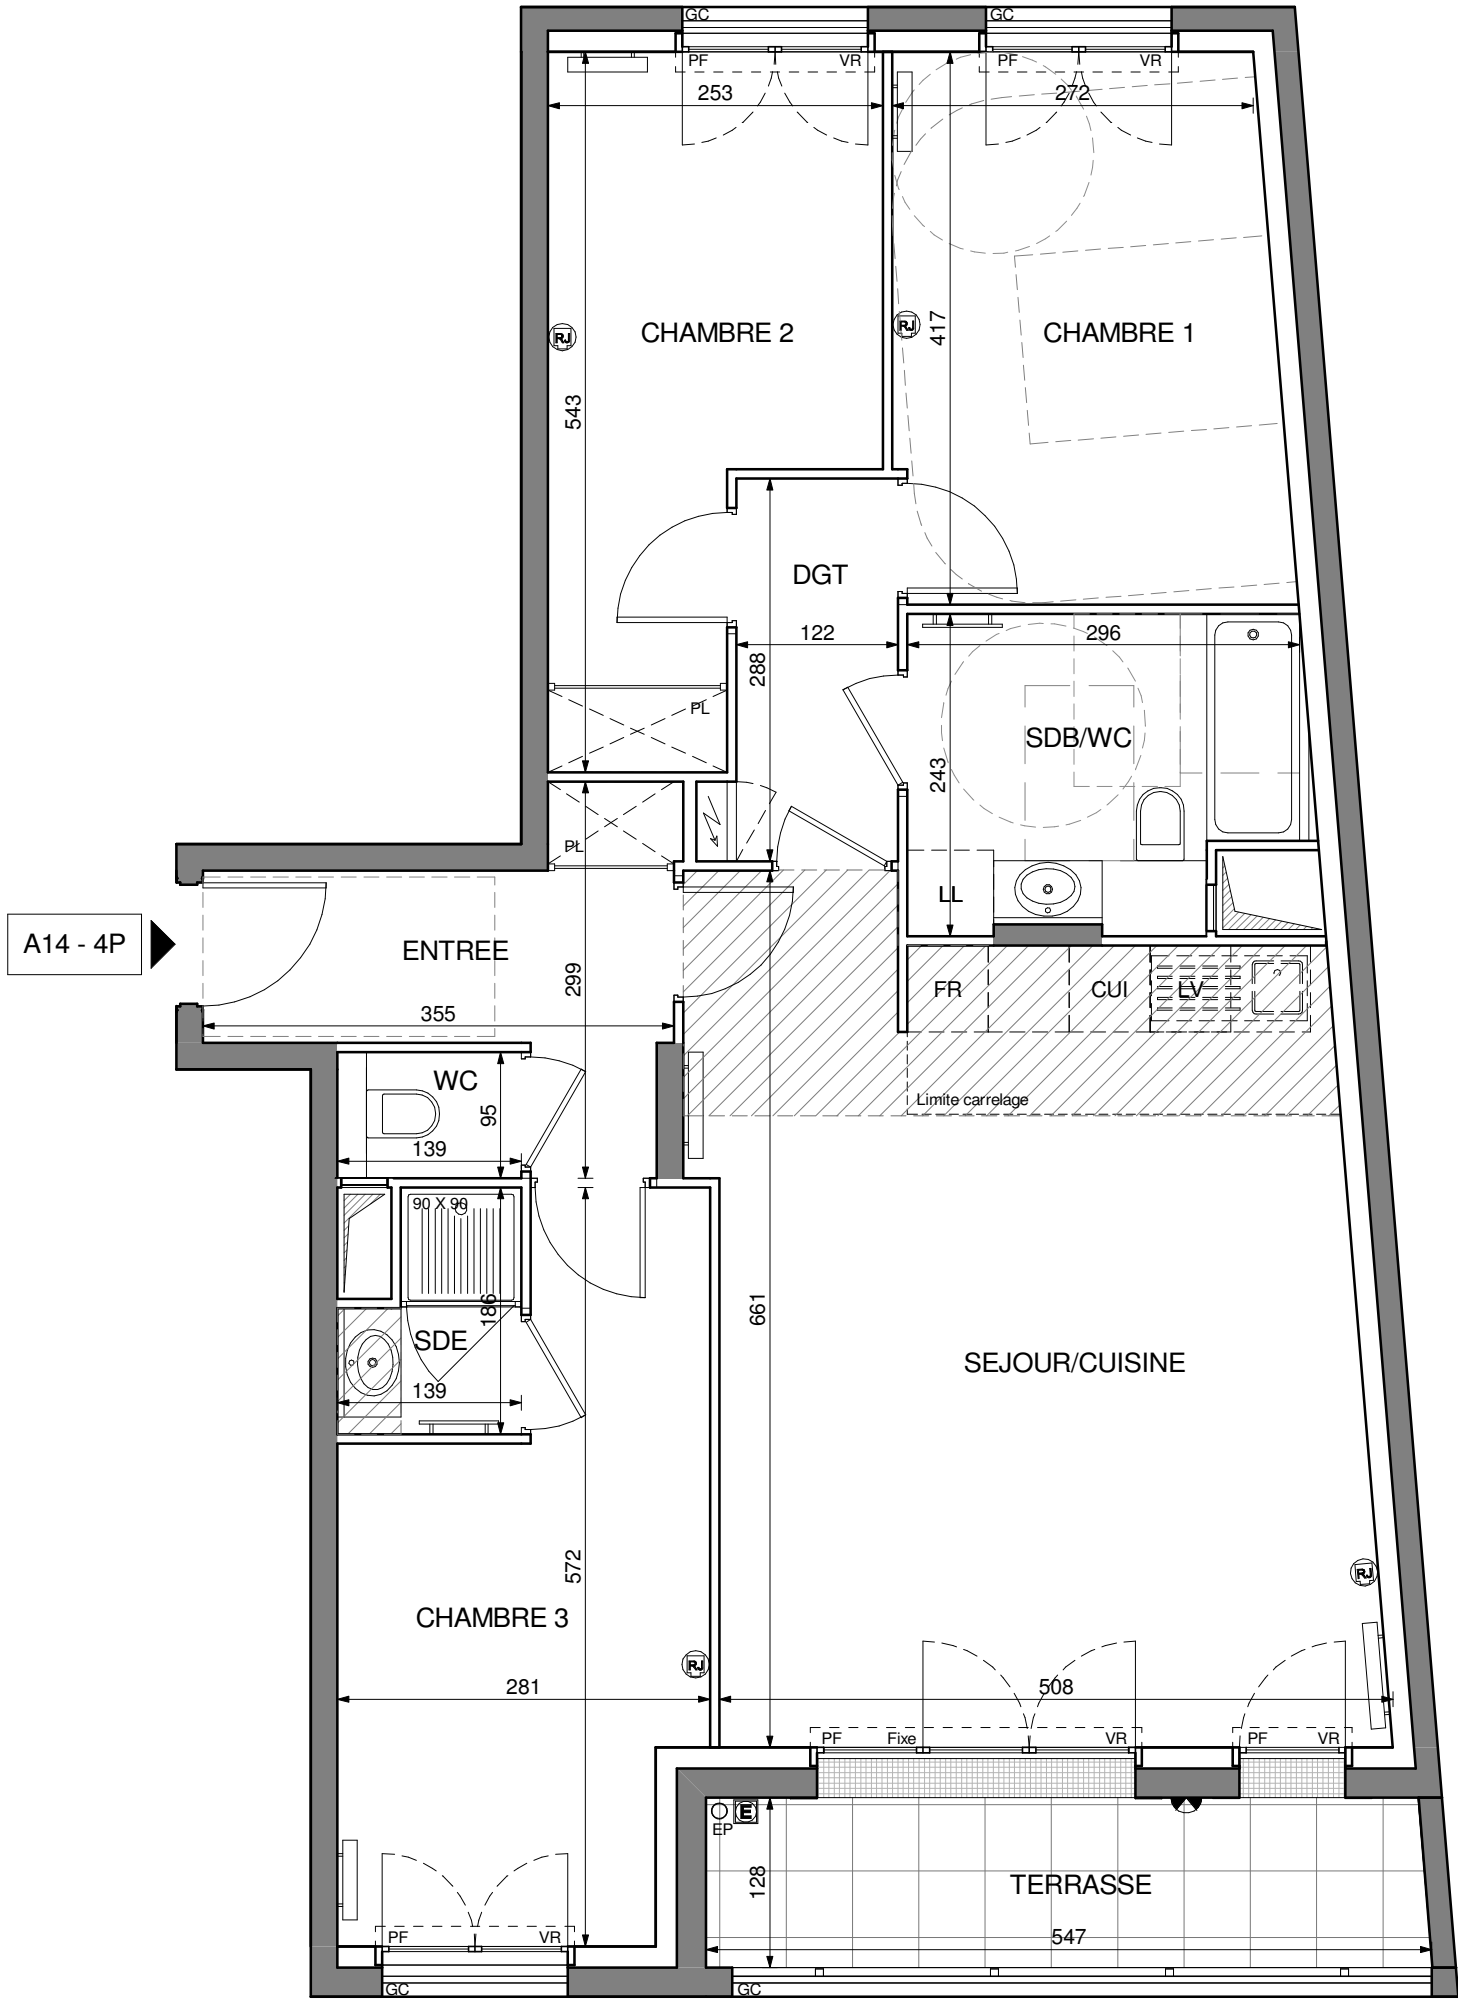 GC
GC
PF
VR
PF
VR
253
272
RJ
CHAMBRE 2
RJ
417
CHAMBRE 1
543
DGT
122
296
288
PL
SDB/WC
243
PL
LL
A14 - 4P
ENTREE
299
FR
CUI
LV
355
WC
95
Limite carrelage
139
90 X 90
186
661
SDE
SEJOUR/CUISINE
139
572
RJ
CHAMBRE 3
RJ
281
508
PF
Fixe
VR
PF
VR
E
EP
128
TERRASSE
547
PF
VR
GC
GC